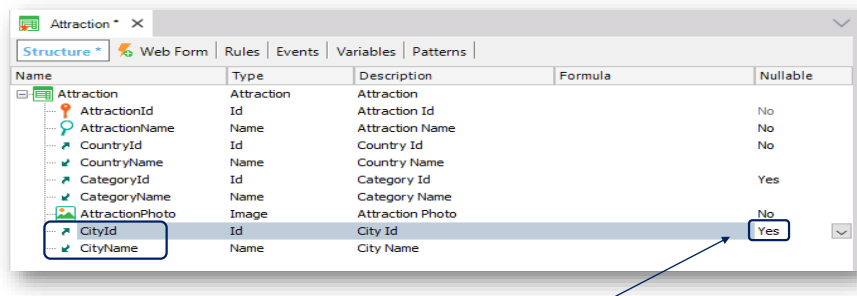 Attraction *
Structure * Web Form Rules Events Variables Patterns
Name Type Description Formula Nullable
Attraction Attraction Attraction
AttractionId Id Attraction Id No
AttractionName Name Attraction Name No
CountryId Id Country Id No
CountryName Name Country Name
CategoryId Id Category Id Yes
CategoryName Name Category Name
AttractionPhoto Image Attraction Photo No
CityId Id City Id Yes
CityName Name City Name